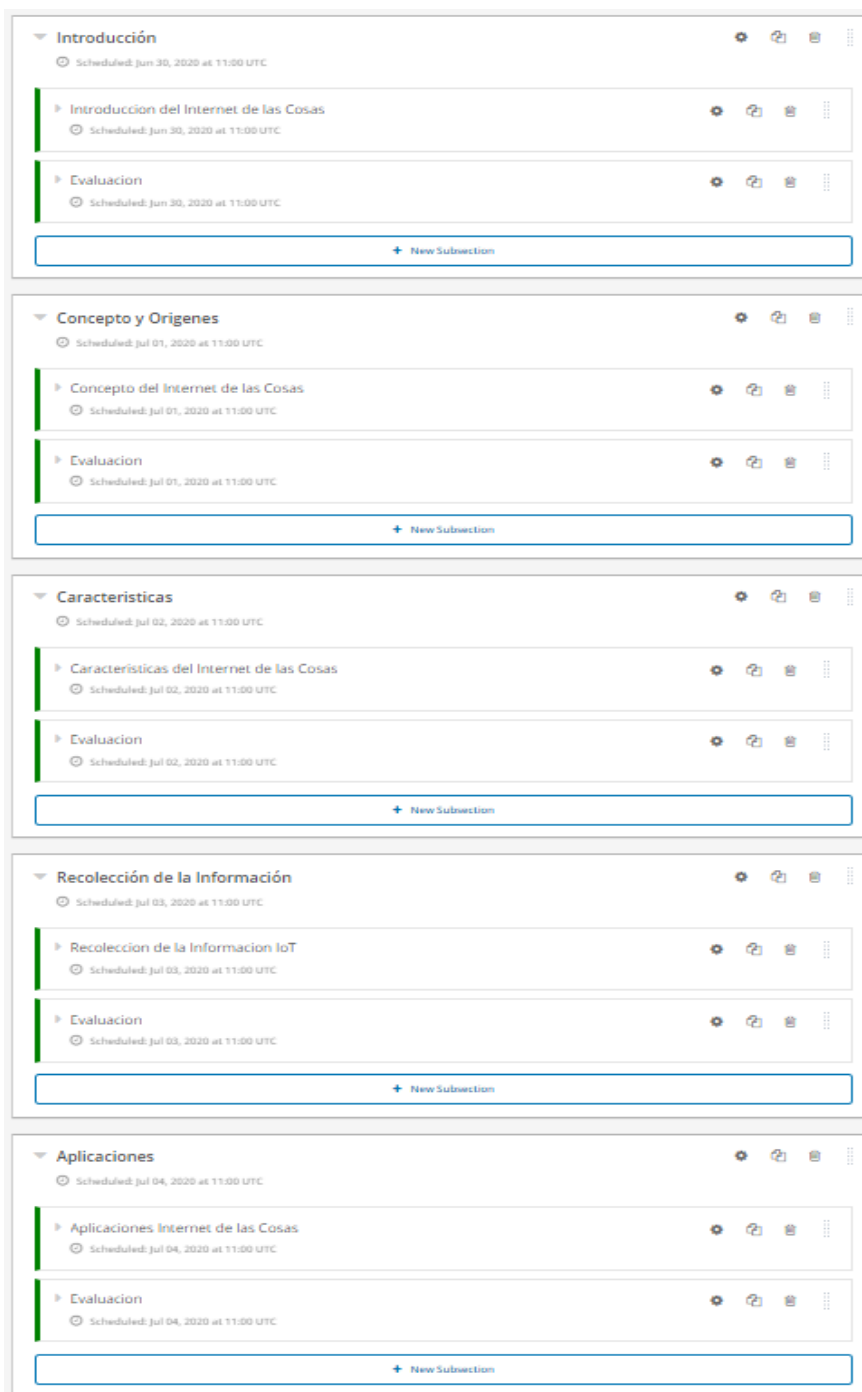 Introducción
Scheduled: Jun 30, 2020 at 11:00 UTC
Introduccion del Internet de las Cosas
Scheduled: Jun 30, 2020 at 11:00 UTC
Evaluacion
Scheduled: Jun 30, 2020 at 11:00 UTC
+ New Subsection
Concepto y Origenes
Scheduled: Jul 01, 2020 at 11:00 UTC
Concepto del Internet de las Cosas
Scheduled: Jul 01, 2020 at 11:00 UTC
Evaluacion
Scheduled: Jul 01, 2020 at 11:00 UTC
+ New Subsection
Caracteristicas
Scheduled: Jul 02, 2020 at 11:00 UTC
Características del Internet de las Cosas
Scheduled: Jul 02, 2020 at 11:00 UTC
Evaluacion
Scheduled: Jul 02, 2020 at 11:00 UTC
+ New Subsection
Recolección de la Información
Scheduled: Jul 03, 2020 at 11:00 UTC
Recoleccion de la Informacion IoT
Scheduled: Jul 03, 2020 at 11:00 UTC
Evaluacion
Scheduled: Jul 03, 2020 at 11:00 UTC
+ New Subsection
Aplicaciones
Scheduled: Jul 04, 2020 at 11:00 UTC
Aplicaciones Internet de las Cosas
Scheduled: Jul 04, 2020 at 11:00 UTC
Evaluacion
Scheduled: Jul 04, 2020 at 11:00 UTC
+ New Subsection